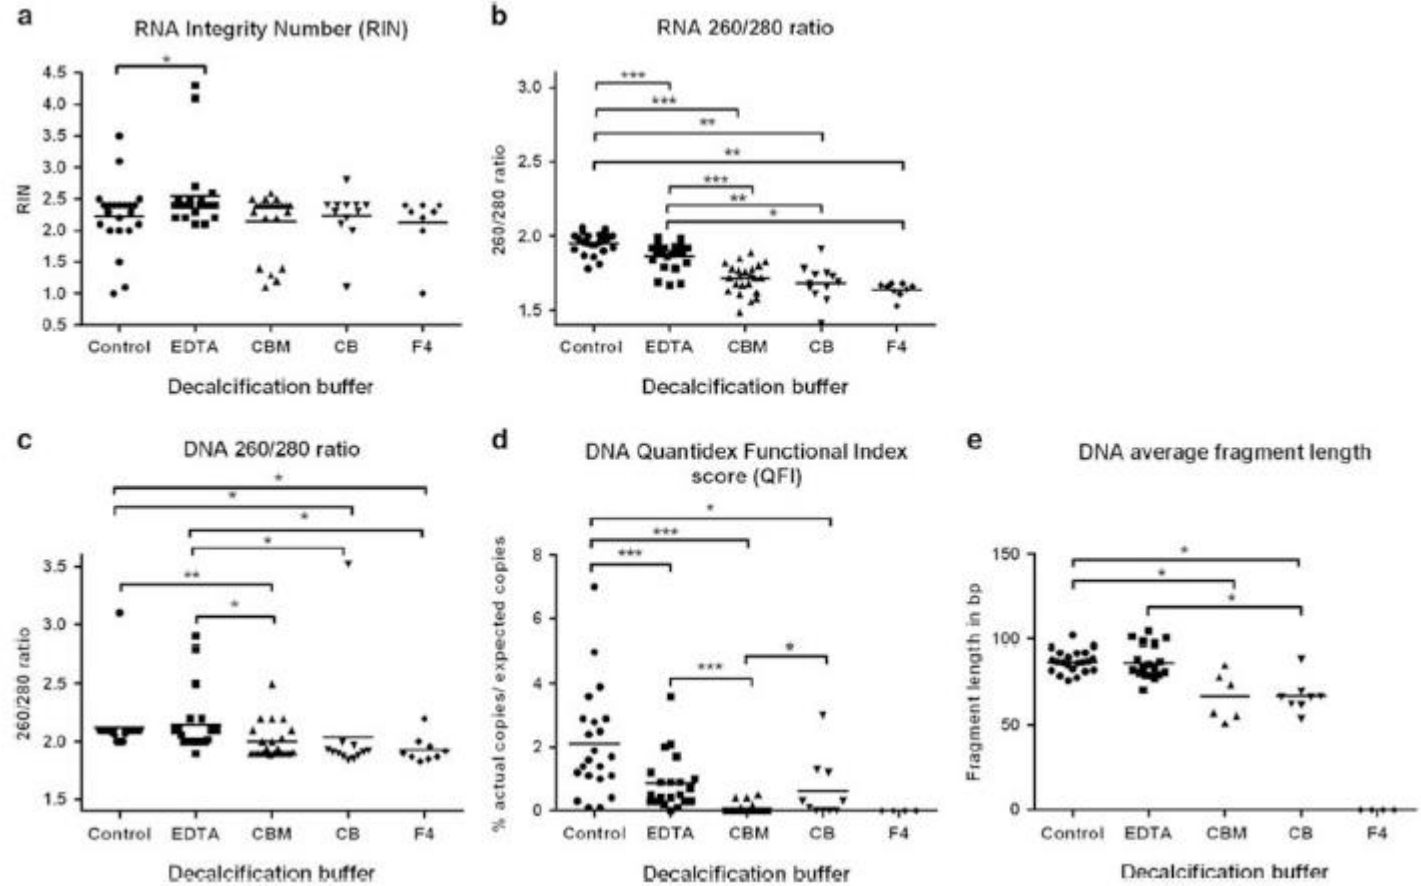 a
RNA Integrity Number (RIN)
*
4.5
4.0
3.5
3.0
2.5
2.0
1.5
1.0
0.5
RIN
Control EDTA CBM CB F4
Decalcification buffer
b
RNA 260/280 ratio
***
***
**
**
***
**
*
3.0
2.5
2.0
1.5
260/280 ratio
Control EDTA CBM CB F4
Decalcification buffer
c
DNA 260/280 ratio
*
*
*
*
**
*
3.5
3.0
2.5
2.0
1.5
260/280 ratio
Control EDTA CBM CB F4
Decalcification buffer
d
DNA Quantidex Functional Index
score (QFI)
*
***
***
*
***
8
6
4
2
0
% actual copies/ expected copies
Control EDTA CBM CB F4
Decalcification buffer
e
DNA average fragment length
*
*
*
150
100
50
0
Fragment length in bp
Control EDTA CBM CB F4
Decalcification buffer